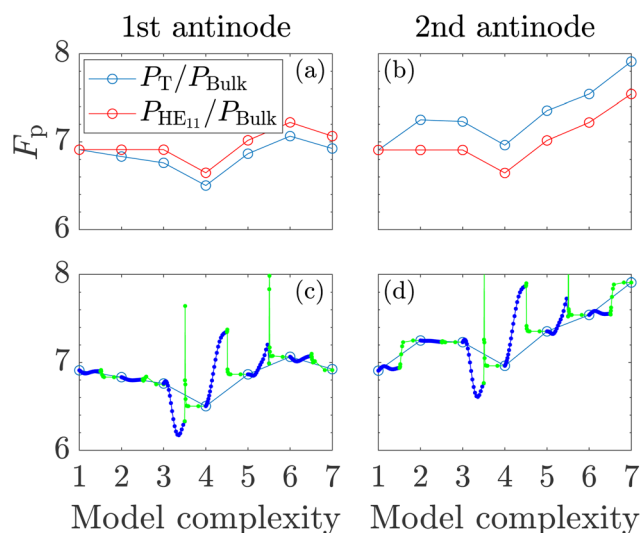 1st antinode 2nd antinode
8
(a) (b)
P_T/P_Bulk
P_HE₁₁/P_Bulk
F_p
7
6
8
(c) (d)
7
6
1 2 3 4 5 6 7 1 2 3 4 5 6 7
Model complexity Model complexity